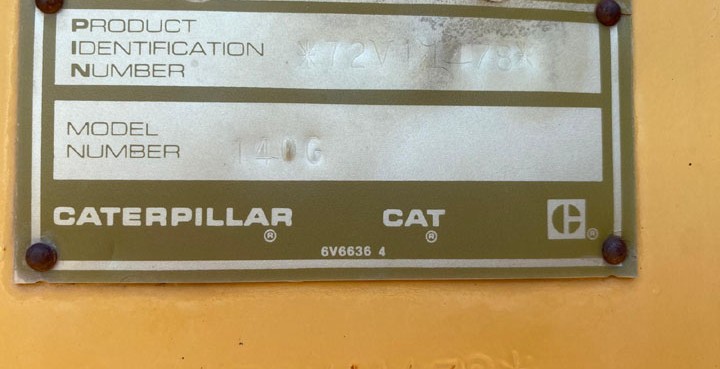 PRODUCT
IDENTIFICATION
NUMBER
MODEL
NUMBER 140G
CATERPILLAR ® CAT ® ®
6V6636 4